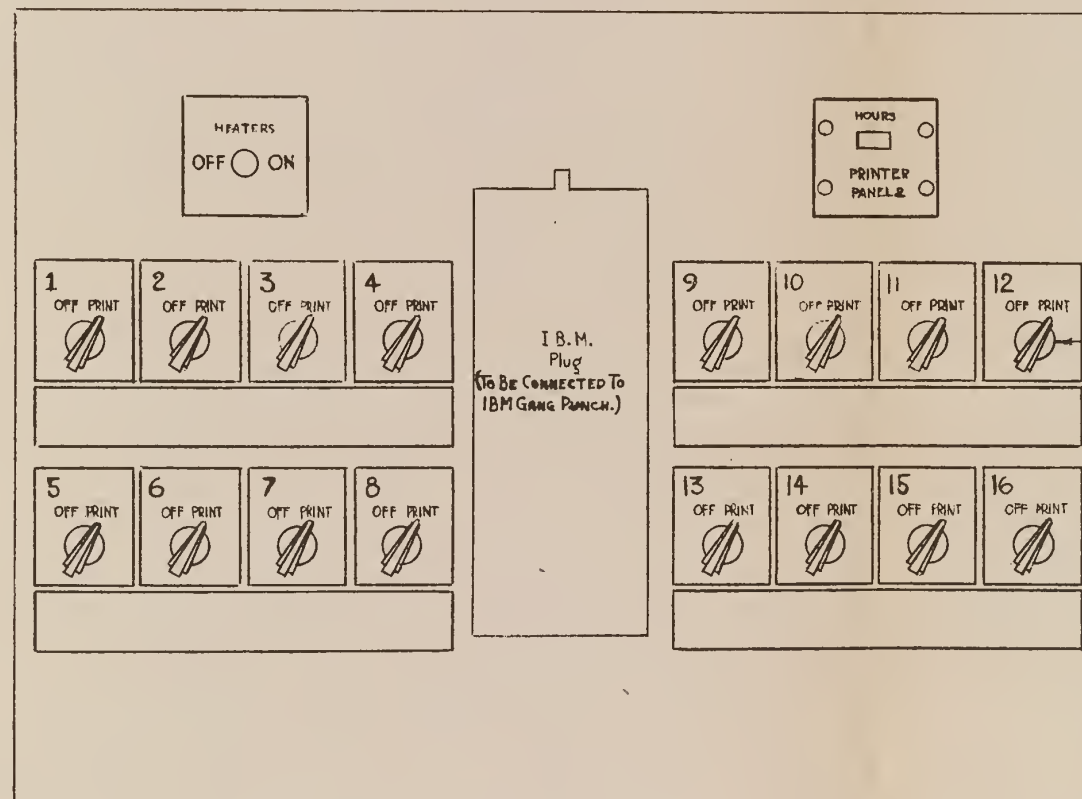 HEATERS
OFF ON
HOURS
PRINTER
PANEL 2
1
OFF PRINT
2
OFF PRINT
3
OFF PRINT
4
OFF PRINT
5
OFF PRINT
6
OFF PRINT
7
OFF PRINT
8
OFF PRINT
I.B.M.
Plug
(TO BE CONNECTED TO
IBM GANG PUNCH.)
9
OFF PRINT
10
OFF PRINT
11
OFF PRINT
12
OFF PRINT
13
OFF PRINT
14
OFF PRINT
15
OFF PRINT
16
OFF PRINT